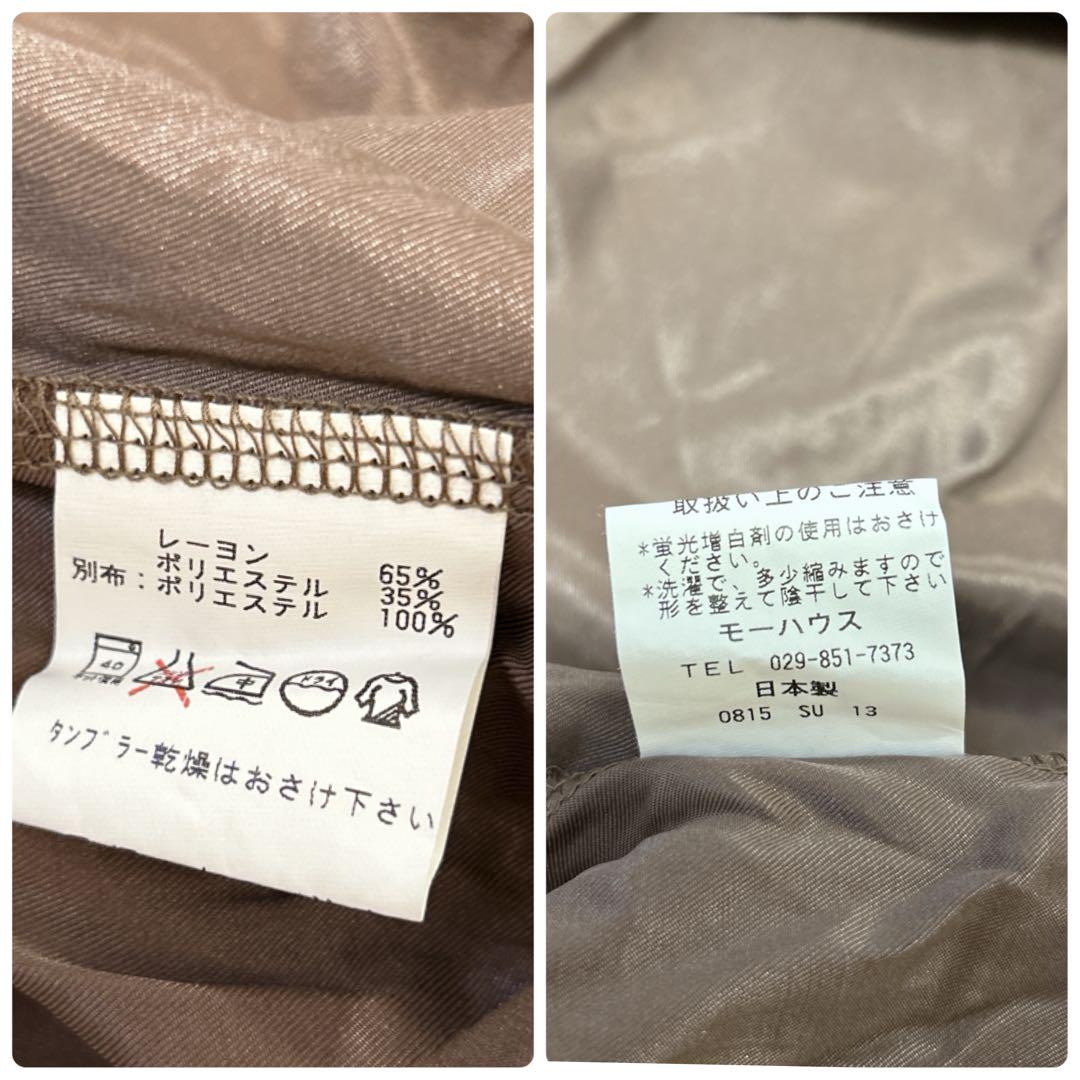 レーヨン 65%
ポリエステル 35%
別布：ポリエステル 100%
40
中
ドライ
タンブラー乾燥はおさけ下さい
取扱い上のご注意
*蛍光増白剤の使用はおさけ
ください。
*洗濯で、多少縮みますので
形を整えて陰干して下さい
モーハウス
TEL 029-851-7373
日本製
0815 SU 13